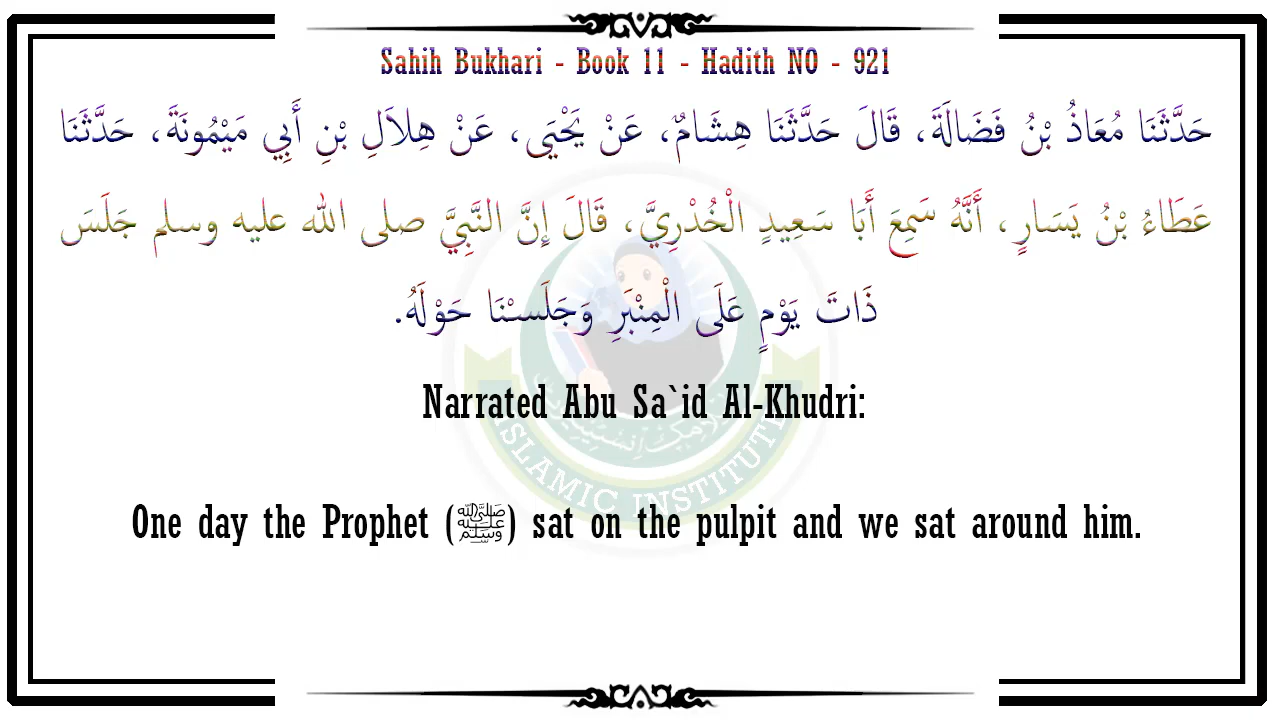 Sahih Bukhari - Book 11 - Hadith NO - 921
حَدَّثَنَا مُعَاذُ بْنُ فَضَالَةَ، قَالَ حَدَّثَنَا هِشَامٌ، عَنْ يَحْيَى، عَنْ هِلاَلِ بْنِ أَبِي مَيْمُونَةَ، حَدَّثَنَا
عَطَاءُ بْنُ يَسَارٍ، أَنَّهُ سَمِعَ أَبَا سَعِيدٍ الْخُدْرِيَّ، قَالَ إِنَّ النَّبِيَّ صلى الله عليه وسلم جَلَسَ
ذَاتَ يَوْمٍ عَلَى الْمِنْبَرِ وَجَلَسْنَا حَوْلَهُ.
Narrated Abu Sa`id Al-Khudri:
ISLAMIC INSTITUTE
One day the Prophet (ﷺ) sat on the pulpit and we sat around him.